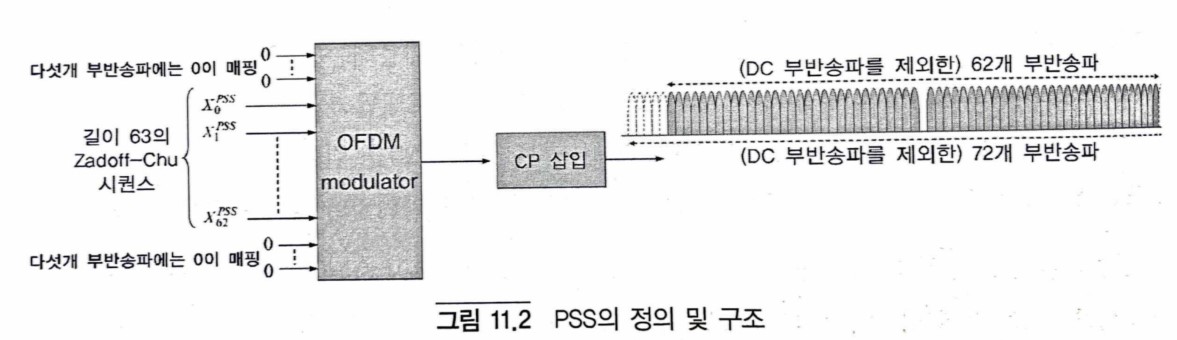 다섯개 부반송파에는 0이 매핑
0
0
길이 63의
Zadoff-Chu
시퀀스
X_0^PSS
X_1^PSS
X_62^PSS
다섯개 부반송파에는 0이 매핑
0
0
OFDM
modulator
CP 삽입
(DC 부반송파를 제외한) 62개 부반송파
(DC 부반송파를 제외한) 72개 부반송파
그림 11.2 PSS의 정의 및 구조